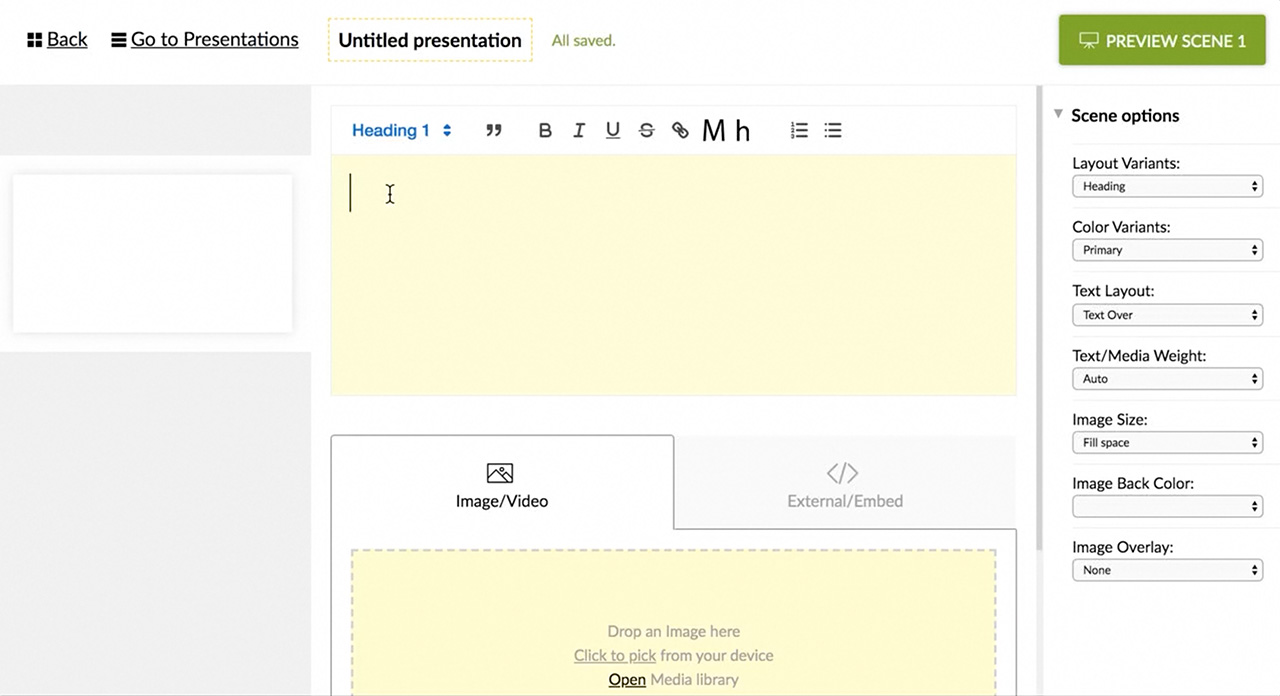 Back Go to Presentations Untitled presentation All saved. PREVIEW SCENE 1
Heading 1 B I U S M h
Scene options
Layout Variants:
Heading
Color Variants:
Primary
Text Layout:
Text Over
Text/Media Weight:
Auto
Image Size:
Fill space
Image Back Color:
Image Overlay:
None
Image/Video
External/Embed
Drop an Image here
Click to pick from your device
Open Media library